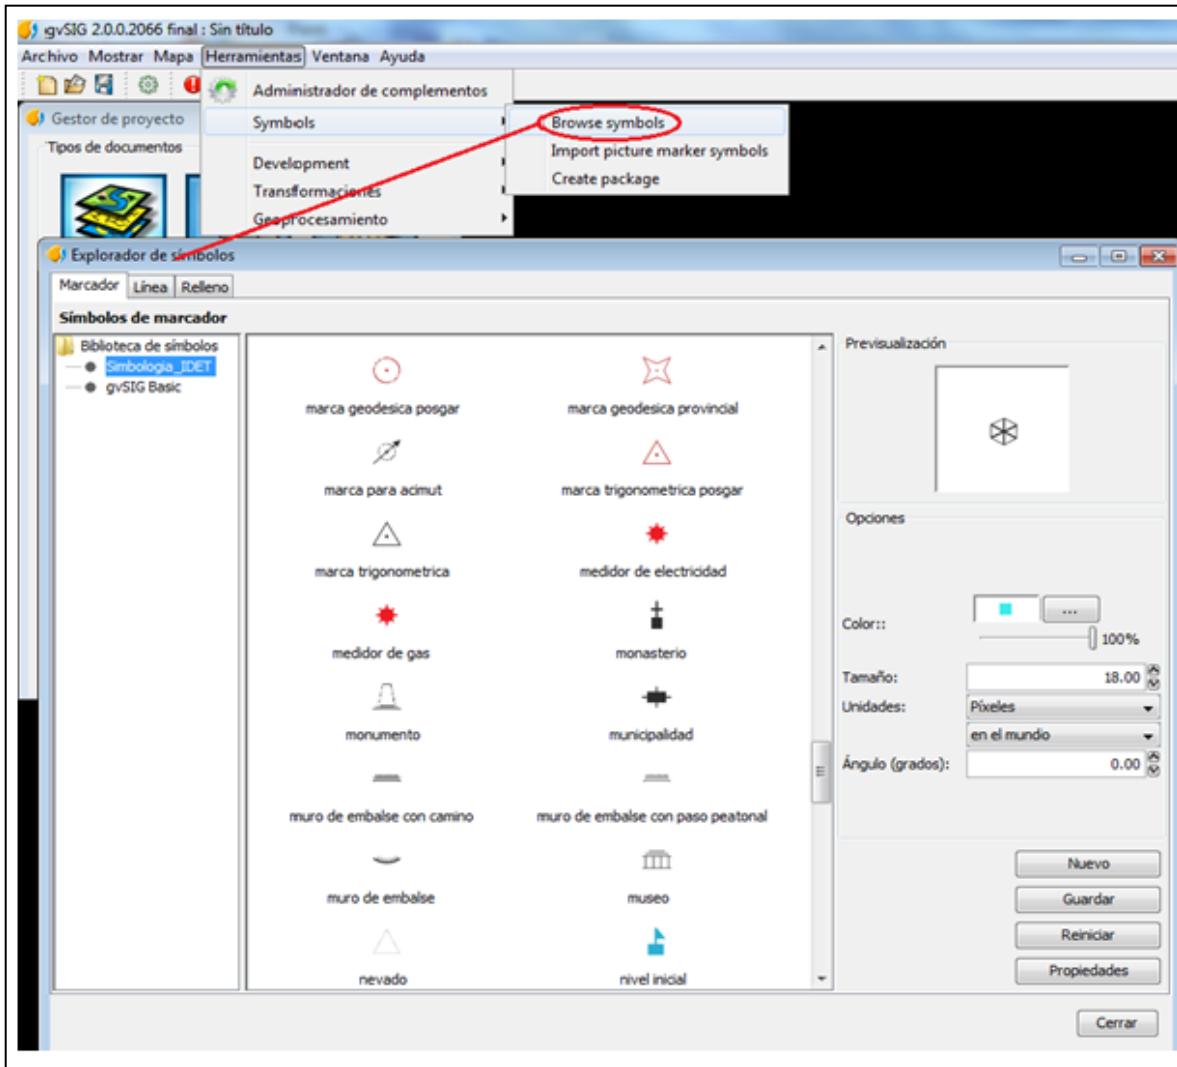 gvSIG 2.0.0.2066 final : Sin título
Archivo Mostrar Mapa Herramientas Ventana Ayuda
Administrador de complementos
Gestor de proyecto
Symbols
Browse symbols
Tipos de documentos
Import picture marker symbols
Development
Create package
Transformaciones
Geoprocesamiento
Explorador de símbolos
Marcador Línea Relleno
Símbolos de marcador
Biblioteca de símbolos
Simbologia_IDET
gvSIG Basic
marca geodesica posgar marca geodesica provincial
marca para acimut marca trigonometrica posgar
marca trigonometrica medidor de electricidad
medidor de gas monasterio
monumento municipalidad
muro de embalse con camino muro de embalse con paso peatonal
muro de embalse museo
nevado nivel inicial
Previsualización
Opciones
Color:: ...
100%
Tamaño: 18.00
Unidades: Píxeles
en el mundo
Ángulo (grados): 0.00
Nuevo
Guardar
Reiniciar
Propiedades
Cerrar